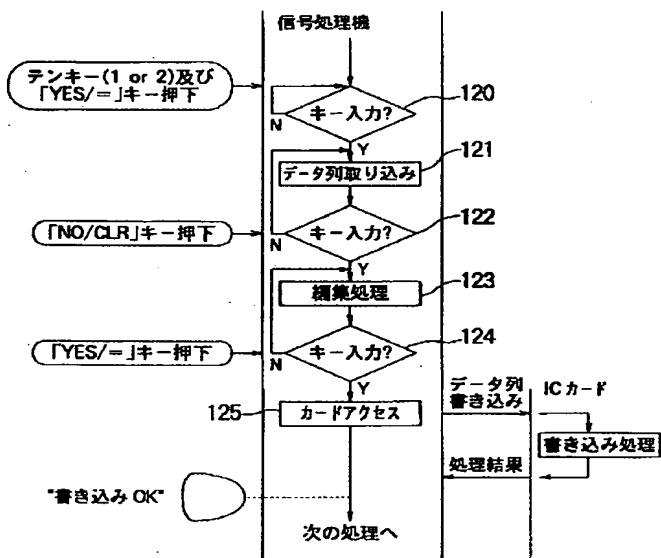 信号処理機
テンキー(1 or 2)及び
「YES/=」キー押下
キー入力?
120
N
Y
データ列取り込み
121
キー入力?
122
「NO/CLR」キー押下
N
Y
編集処理
123
キー入力?
124
「YES/=」キー押下
N
Y
125
カードアクセス
データ列
書き込み
ICカード
書き込み処理
処理結果
"書き込みOK"
次の処理へ